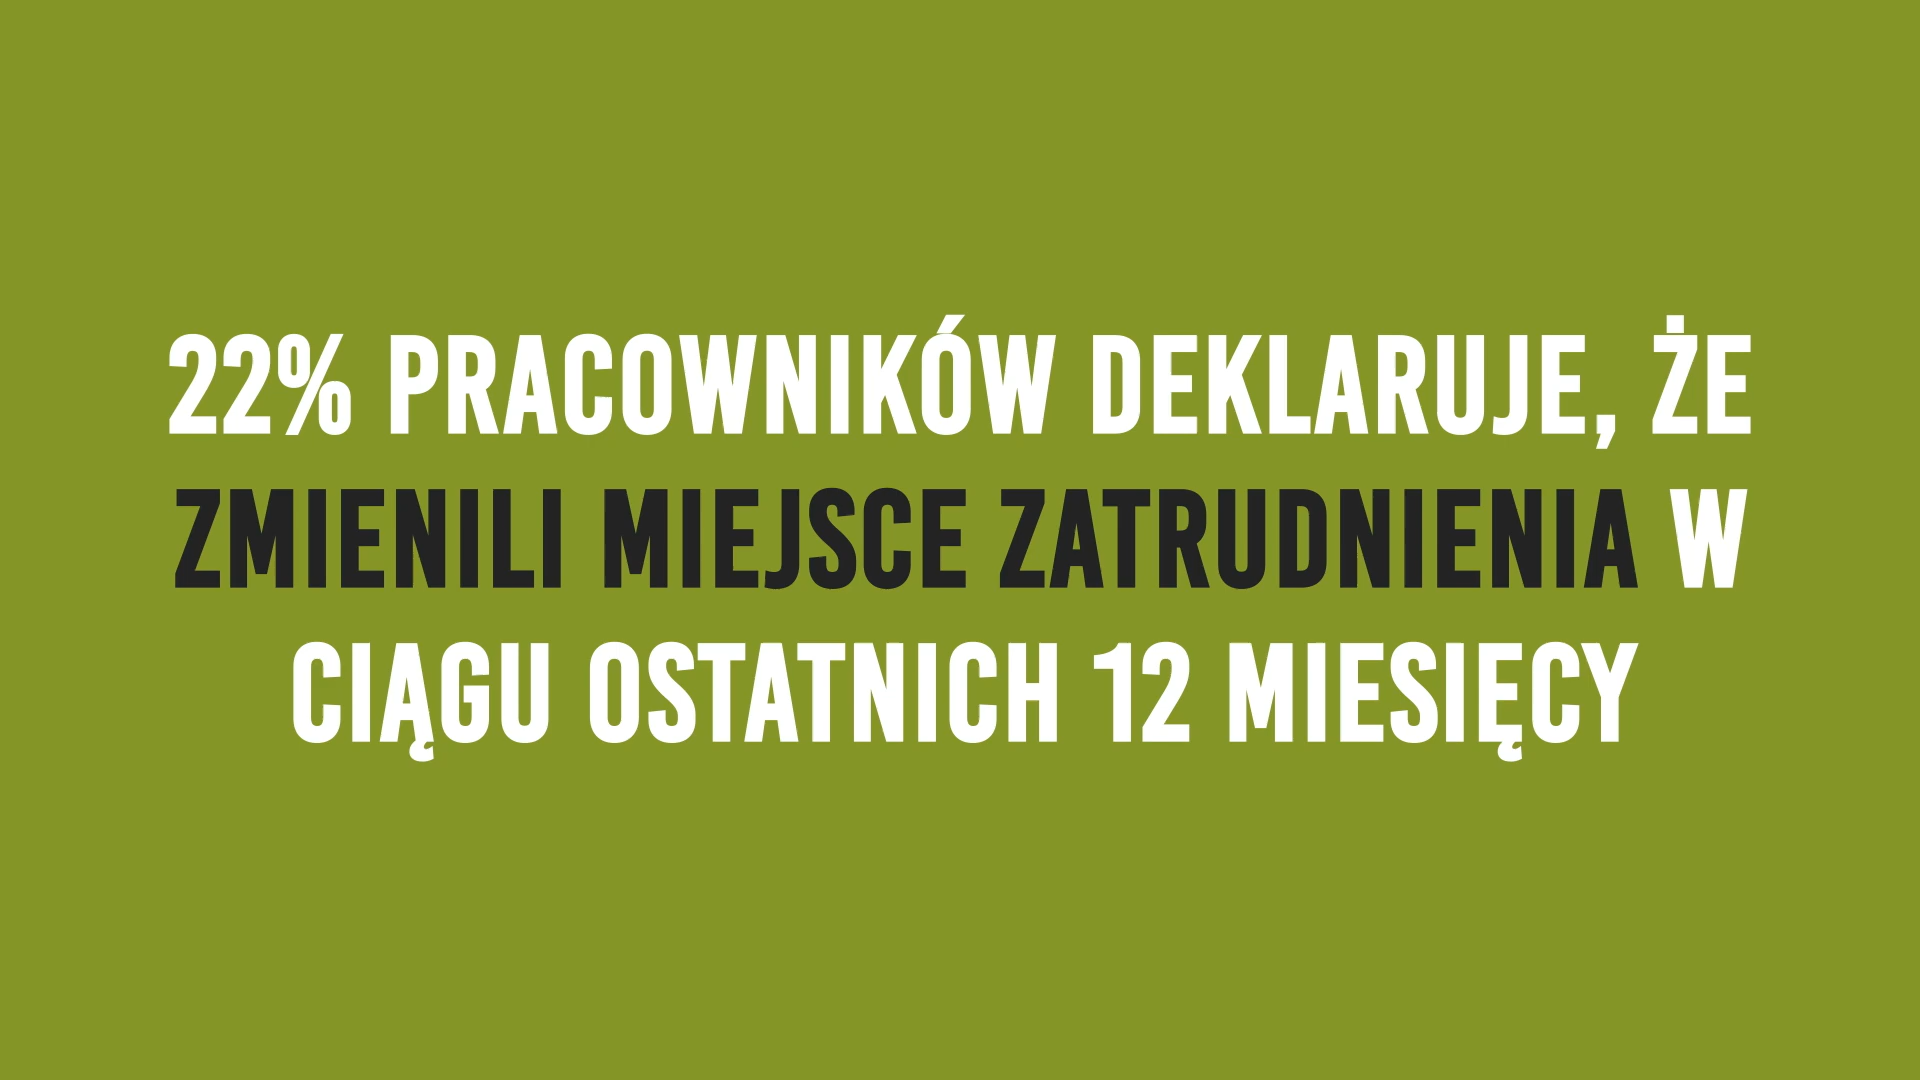 22% PRACOWNIKÓW DEKLARUJE, ŻE
ZMIENILI MIEJSCE ZATRUDNIENIA W
CIĄGU OSTATNICH 12 MIESIĘCY